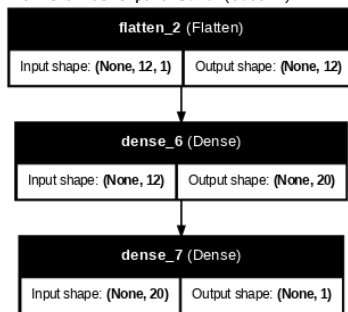 flatten_2 (Flatten)
Input shape: (None, 12, 1) Output shape: (None, 12)
dense_6 (Dense)
Input shape: (None, 12) Output shape: (None, 20)
dense_7 (Dense)
Input shape: (None, 20) Output shape: (None, 1)